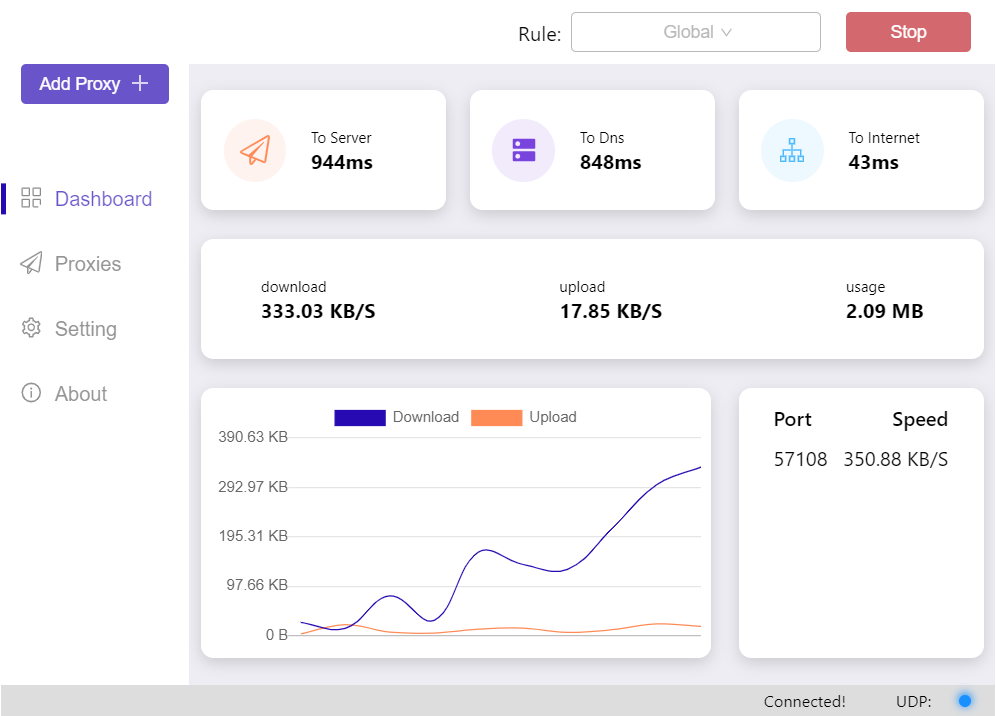 Rule:
Global
Stop
Add Proxy
Dashboard
Proxies
Setting
About
To Server
944ms
To Dns
848ms
To Internet
43ms
download
333.03 KB/S
upload
17.85 KB/S
usage
2.09 MB
Download
Upload
390.63 KB
292.97 KB
195.31 KB
97.66 KB
0 B
Port Speed
57108 350.88 KB/S
Connected!
UDP: